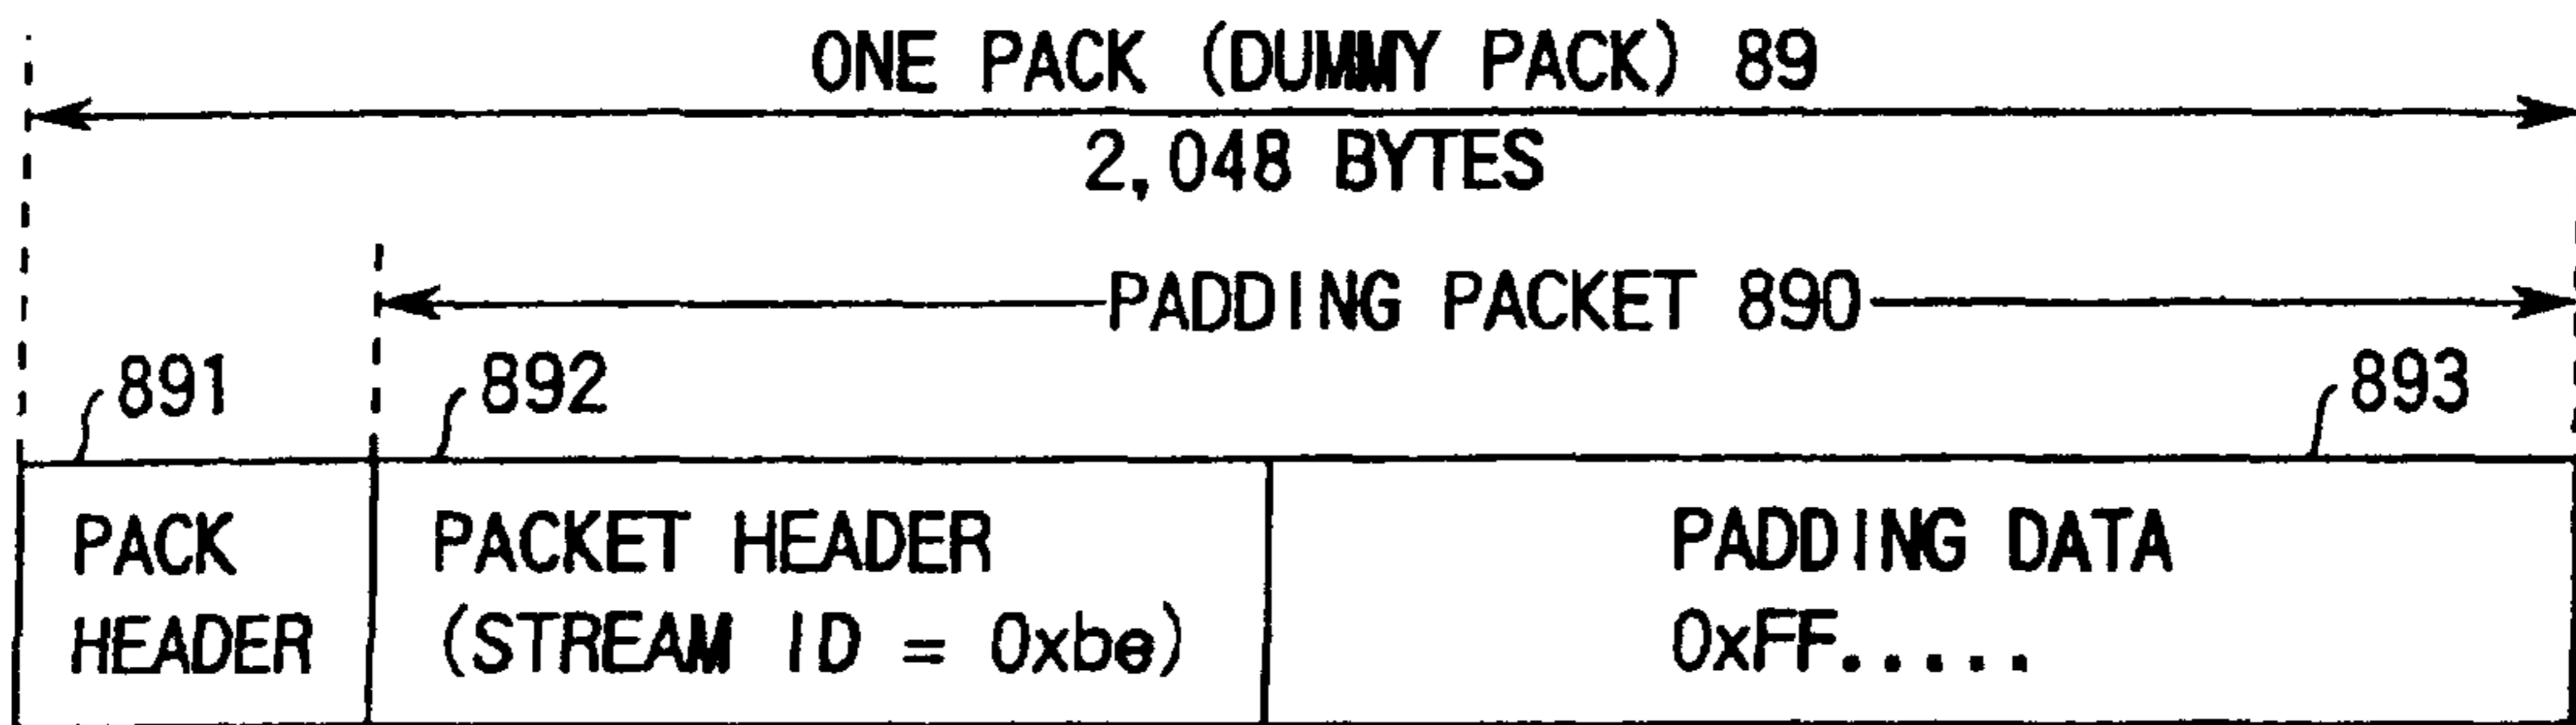 ONE PACK (DUMMY PACK) 89
2,048 BYTES
PADDING PACKET 890
891
892
893
PACK
HEADER
PACKET HEADER
(STREAM ID = 0xbe)
PADDING DATA
0xFF.....